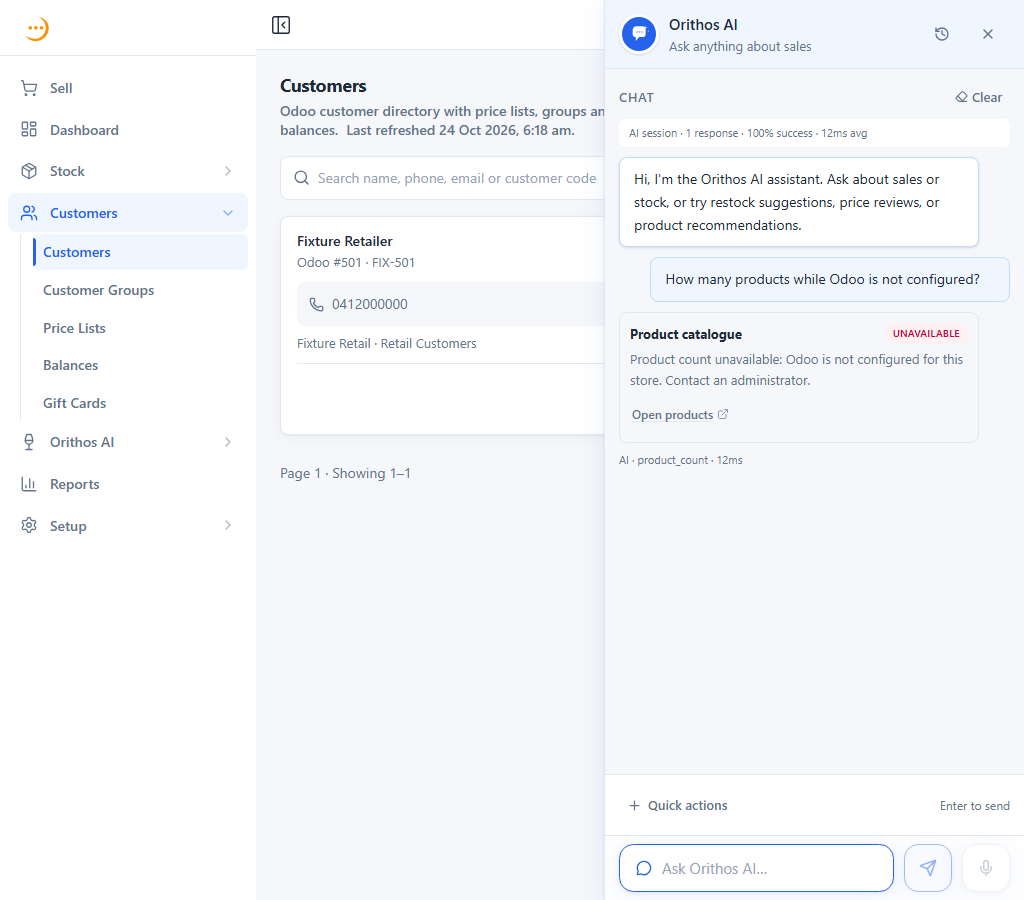 Sell
Dashboard
Stock
Customers
Customers
Customer Groups
Price Lists
Balances
Gift Cards
Orithos AI
Reports
Setup
Customers
Odoo customer directory with price lists, groups an
balances. Last refreshed 24 Oct 2026, 6:18 am.
Search name, phone, email or customer code
Fixture Retailer
Odoo #501 · FIX-501
0412000000
Fixture Retail · Retail Customers
Page 1 · Showing 1–1
Orithos AI
Ask anything about sales
CHAT
Clear
AI session · 1 response · 100% success · 12ms avg
Hi, I'm the Orithos AI assistant. Ask about sales or
stock, or try restock suggestions, price reviews, or
product recommendations.
How many products while Odoo is not configured?
Product catalogue
UNAVAILABLE
Product count unavailable: Odoo is not configured for this
store. Contact an administrator.
Open products
AI · product_count · 12ms
Quick actions
Enter to send
Ask Orithos AI...